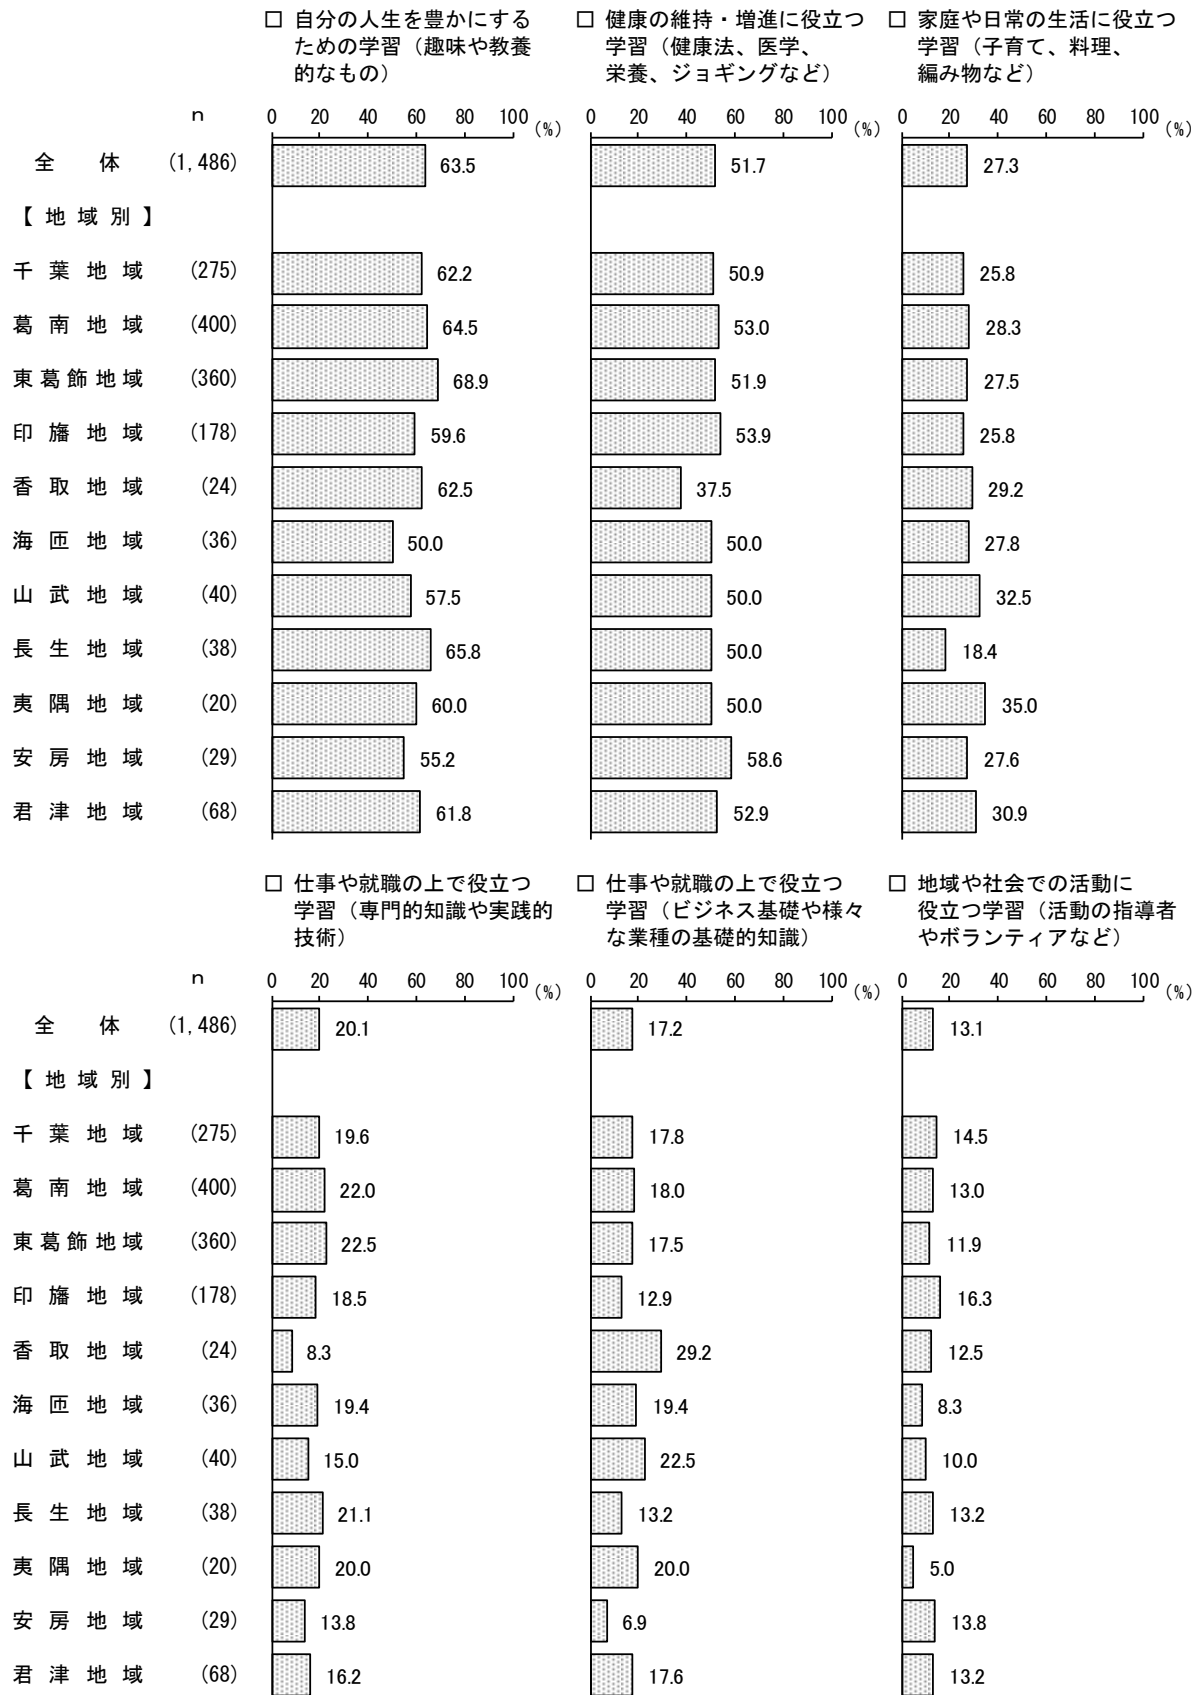 □ 自分の人生を豊かにする
ための学習（趣味や教養
的なもの）
□ 健康の維持・増進に役立つ
学習（健康法、医学、
栄養、ジョギングなど）
□ 家庭や日常の生活に役立つ
学習（子育て、料理、
編み物など）
n 0 20 40 60 80 100 (%) 0 20 40 60 80 100 (%) 0 20 40 60 80 100 (%)
全体 (1,486) 63.5 51.7 27.3
【地域別】
千葉地域 (275) 62.2 50.9 25.8
葛南地域 (400) 64.5 53.0 28.3
東葛飾地域 (360) 68.9 51.9 27.5
印旛地域 (178) 59.6 53.9 25.8
香取地域 (24) 62.5 37.5 29.2
海匝地域 (36) 50.0 50.0 27.8
山武地域 (40) 57.5 50.0 32.5
長生地域 (38) 65.8 50.0 18.4
夷隅地域 (20) 60.0 50.0 35.0
安房地域 (29) 55.2 58.6 27.6
君津地域 (68) 61.8 52.9 30.9
□ 仕事や就職の上で役立つ
学習（専門的知識や実践的
技術）
□ 仕事や就職の上で役立つ
学習（ビジネス基礎や様々
な業種の基礎的知識）
□ 地域や社会での活動に
役立つ学習（活動の指導者
やボランティアなど）
n 0 20 40 60 80 100 (%) 0 20 40 60 80 100 (%) 0 20 40 60 80 100 (%)
全体 (1,486) 20.1 17.2 13.1
【地域別】
千葉地域 (275) 19.6 17.8 14.5
葛南地域 (400) 22.0 18.0 13.0
東葛飾地域 (360) 22.5 17.5 11.9
印旛地域 (178) 18.5 12.9 16.3
香取地域 (24) 8.3 29.2 12.5
海匝地域 (36) 19.4 19.4 8.3
山武地域 (40) 15.0 22.5 10.0
長生地域 (38) 21.1 13.2 13.2
夷隅地域 (20) 20.0 20.0 5.0
安房地域 (29) 13.8 6.9 13.8
君津地域 (68) 16.2 17.6 13.2